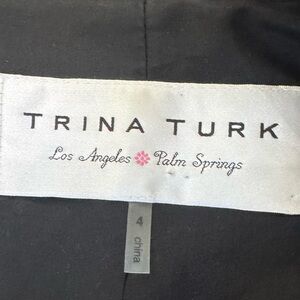 TRINA TURK
Los Angeles Palm Springs
4
china